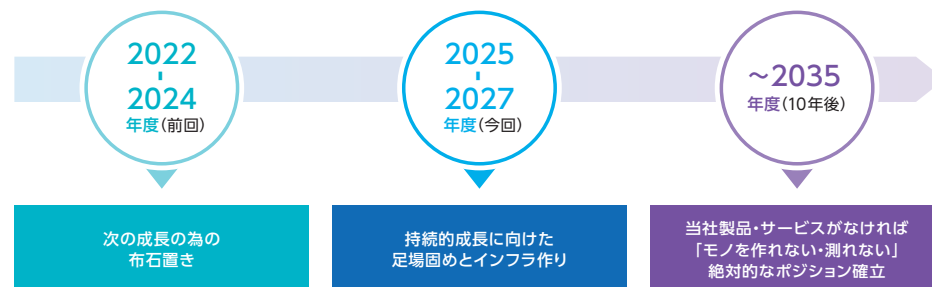 2022
-
2024
年度(前回)
次の成長の為の
布石置き
2025
-
2027
年度(今回)
持続的成長に向けた
足場固めとインフラ作り
～2035
年度(10年後)
当社製品・サービスがなければ
「モノを作れない・測れない」
絶対的なポジション確立